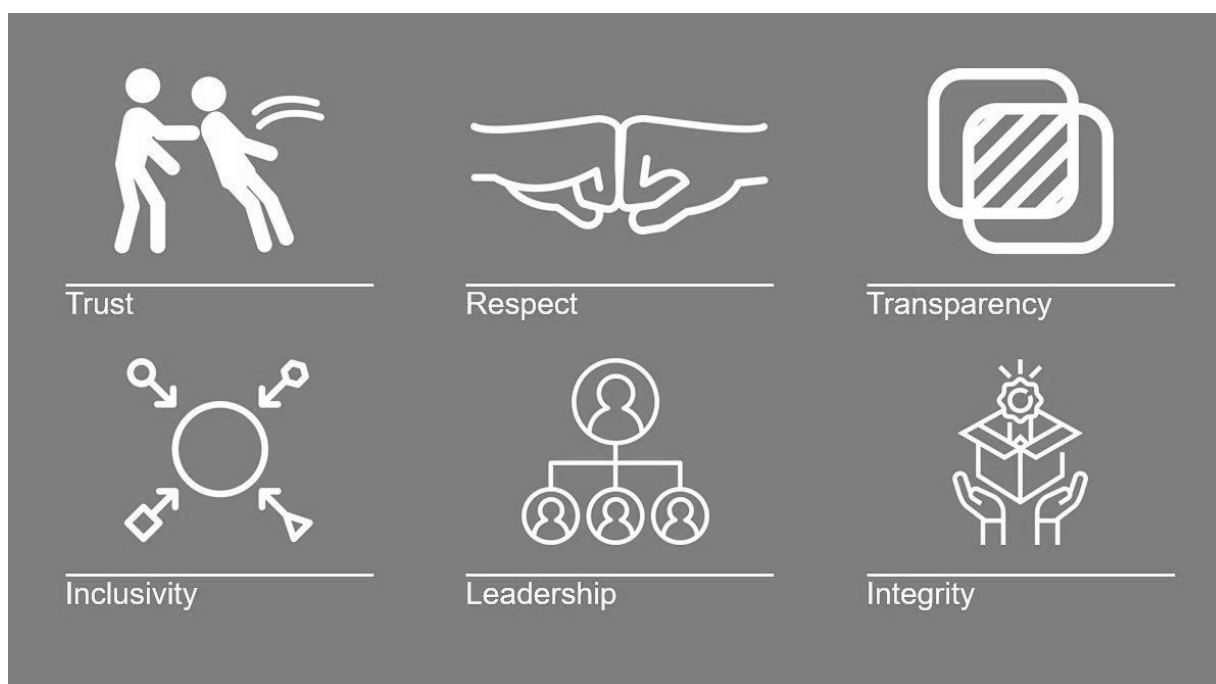 Trust
Respect
Transparency
Inclusivity
Leadership
Integrity